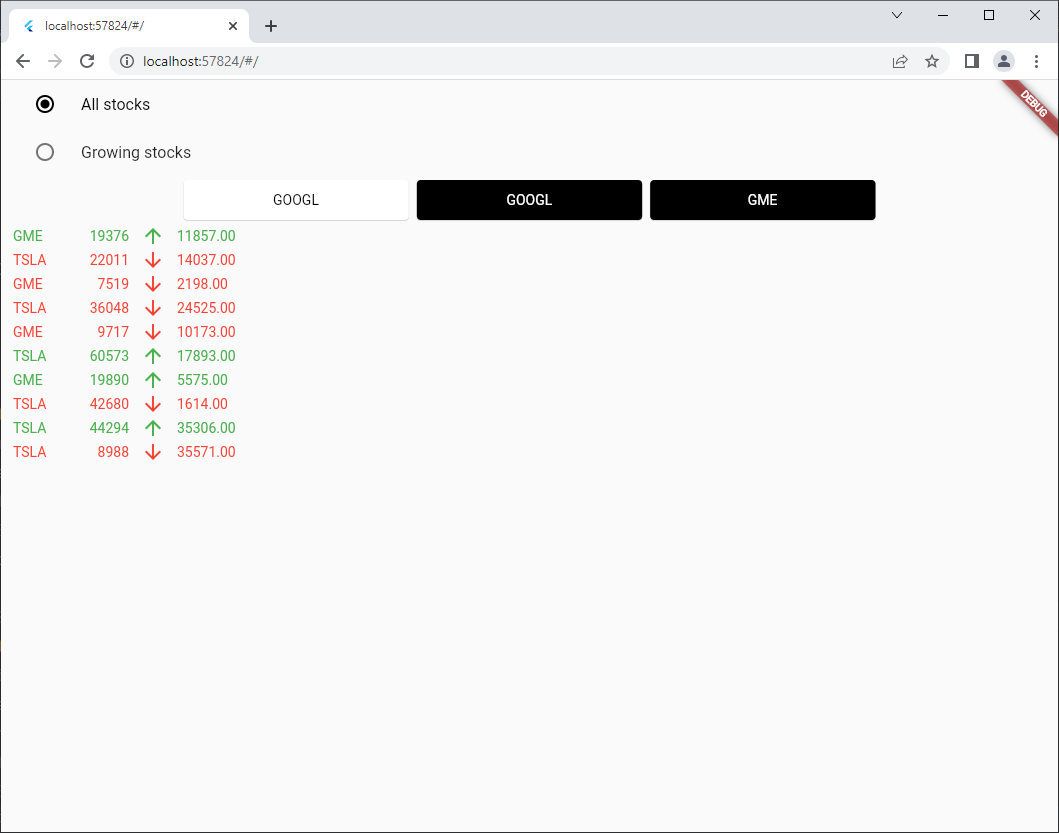 localhost:57824/#/
localhost:57824/#/
DEBUG
All stocks
Growing stocks
GOOGL GOOGL GME
GME 19376 11857.00
TSLA 22011 14037.00
GME 7519 2198.00
TSLA 36048 24525.00
GME 9717 10173.00
TSLA 60573 17893.00
GME 19890 5575.00
TSLA 42680 1614.00
TSLA 44294 35306.00
TSLA 8988 35571.00